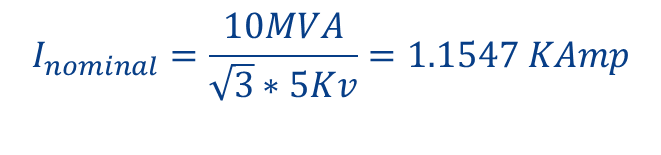 I_nominal = 10MVA / √3 * 5Kv = 1.1547 KAmp